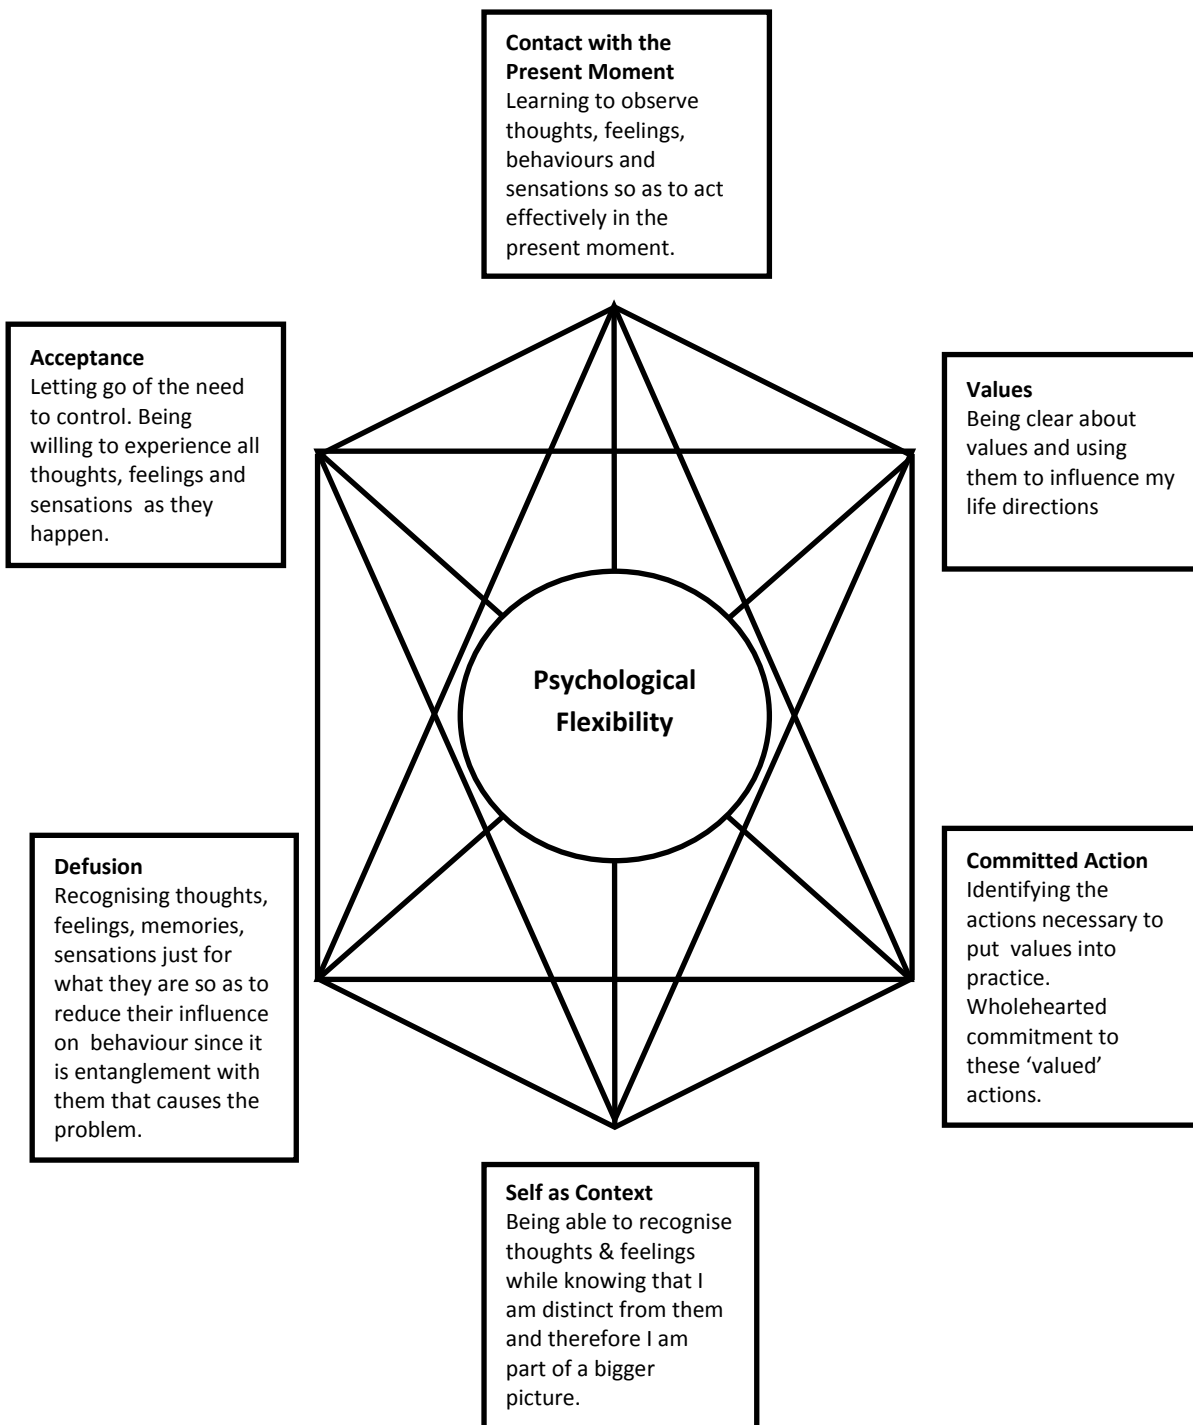 Contact with the
Present Moment
Learning to observe
thoughts, feelings,
behaviours and
sensations so as to act
effectively in the
present moment.
Acceptance
Letting go of the need
to control. Being
willing to experience all
thoughts, feelings and
sensations as they
happen.
Values
Being clear about
values and using
them to influence my
life directions
Psychological
Flexibility
Defusion
Recognising thoughts,
feelings, memories,
sensations just for
what they are so as to
reduce their influence
on behaviour since it
is entanglement with
them that causes the
problem.
Committed Action
Identifying the
actions necessary to
put values into
practice.
Wholehearted
commitment to
these ‘valued’
actions.
Self as Context
Being able to recognise
thoughts & feelings
while knowing that I
am distinct from them
and therefore I am
part of a bigger
picture.